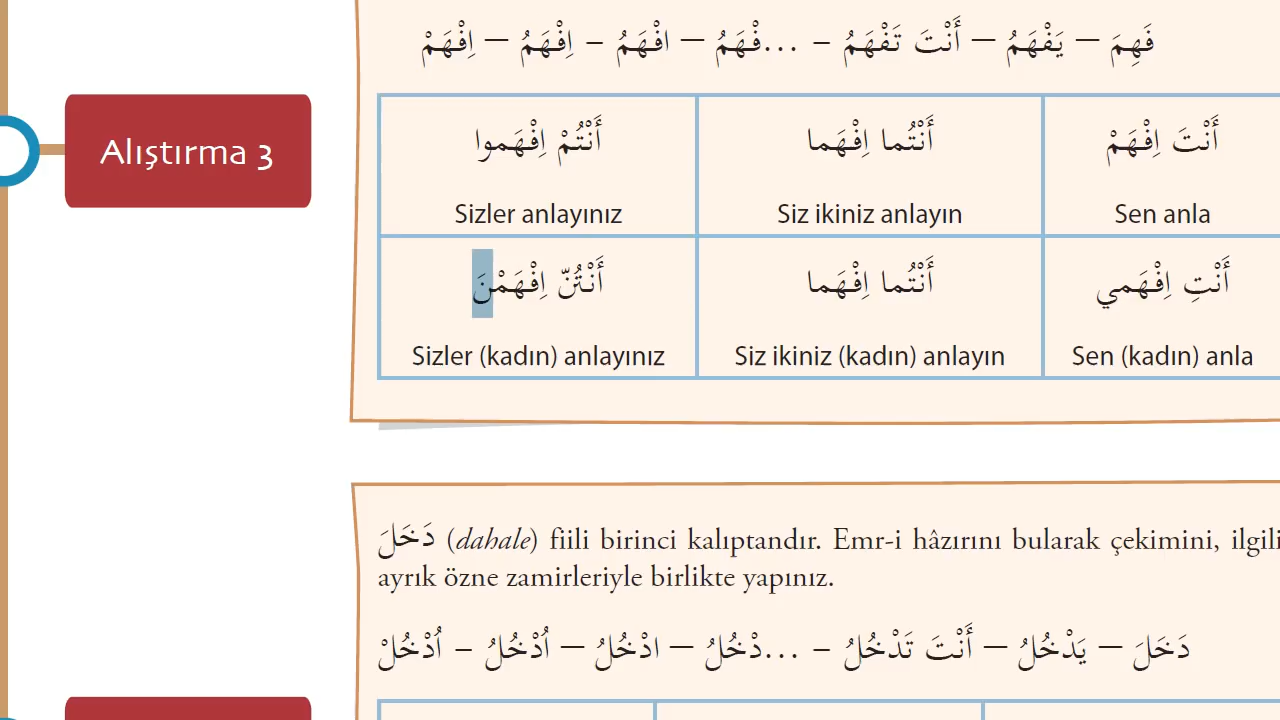 فَهِمَ – يَفْهَمُ – أَنْتَ تَفْهَمُ – ...فْهَمُ – افْهَمُ – اِفْهَمُ – اِفْهَمْ
Alıştırma 3
أَنْتَ اِفْهَمْ
أَنْتُما اِفْهَما
أَنْتُمْ اِفْهَموا
Sen anla
Siz ikiniz anlayın
Sizler anlayınız
أَنْتِ اِفْهَمي
أَنْتُما اِفْهَما
أَنْتُنَّ اِفْهَمْنَ
Sen (kadın) anla
Siz ikiniz (kadın) anlayın
Sizler (kadın) anlayınız
دَخَلَ (dahale) fiili birinci kalıptandır. Emr-i hâzırını bularak çekimini, ilgili
ayrık özne zamirleriyle birlikte yapınız.
دَخَلَ – يَدْخُلُ – أَنْتَ تَدْخُلُ – ...دْخُلُ – ادْخُلُ – اُدْخُلُ – اُدْخُلْ